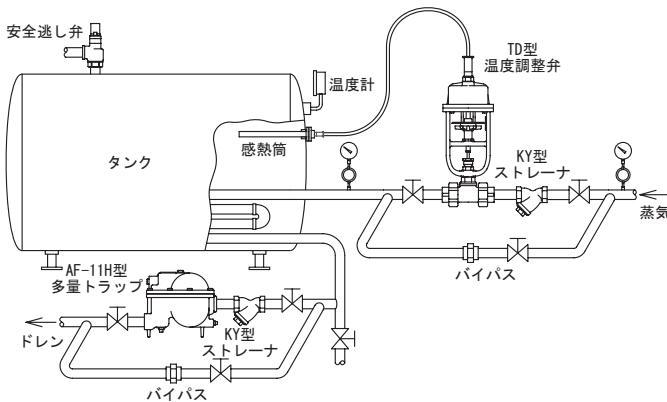 安全逃し弁
TD型
温度調整弁
温度計
感熱筒
タンク
KY型
ストレーナ
蒸気
バイパス
AF-11H型
多量トラップ
ドレン
KY型
ストレーナ
バイパス